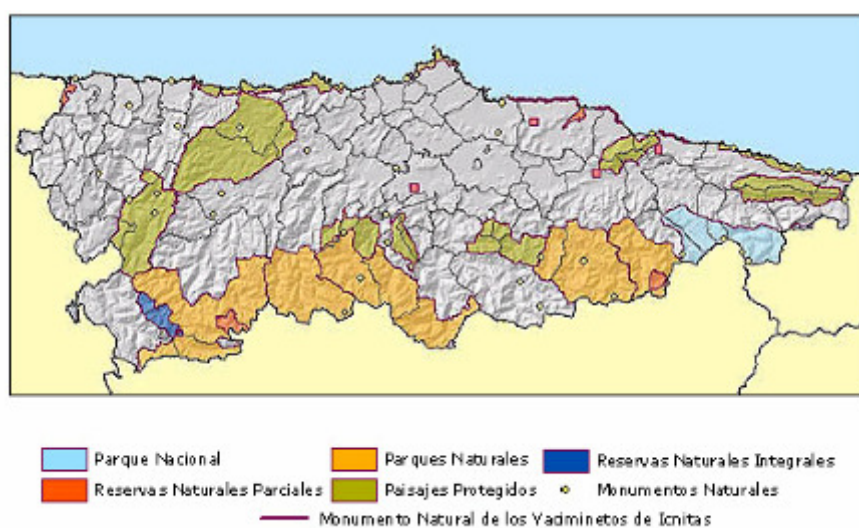 Parque Nacional
Parques Naturales
Reservas Naturales Integrales
Reservas Naturales Parciales
Paisajes Protegidos
Monumentos Naturales
Monumento Natural de los Yaciminetos de Icnitas